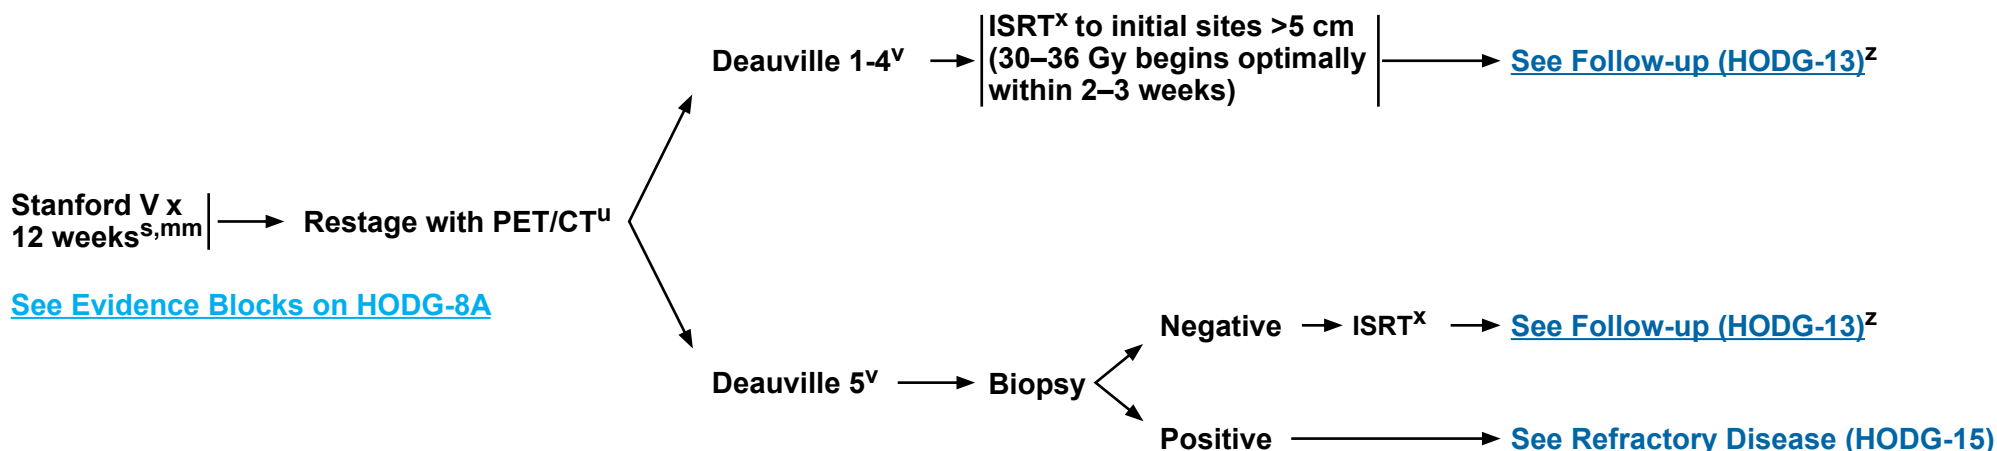 Stanford V x
12 weeks^s,mm
See Evidence Blocks on HODG-8A
Restage with PET/CT^u
Deauville 1-4^v
ISRT^x to initial sites >5 cm
(30–36 Gy begins optimally
within 2–3 weeks)
See Follow-up (HODG-13)^z
Deauville 5^v
Biopsy
Negative
ISRT^x
See Follow-up (HODG-13)^z
Positive
See Refractory Disease (HODG-15)